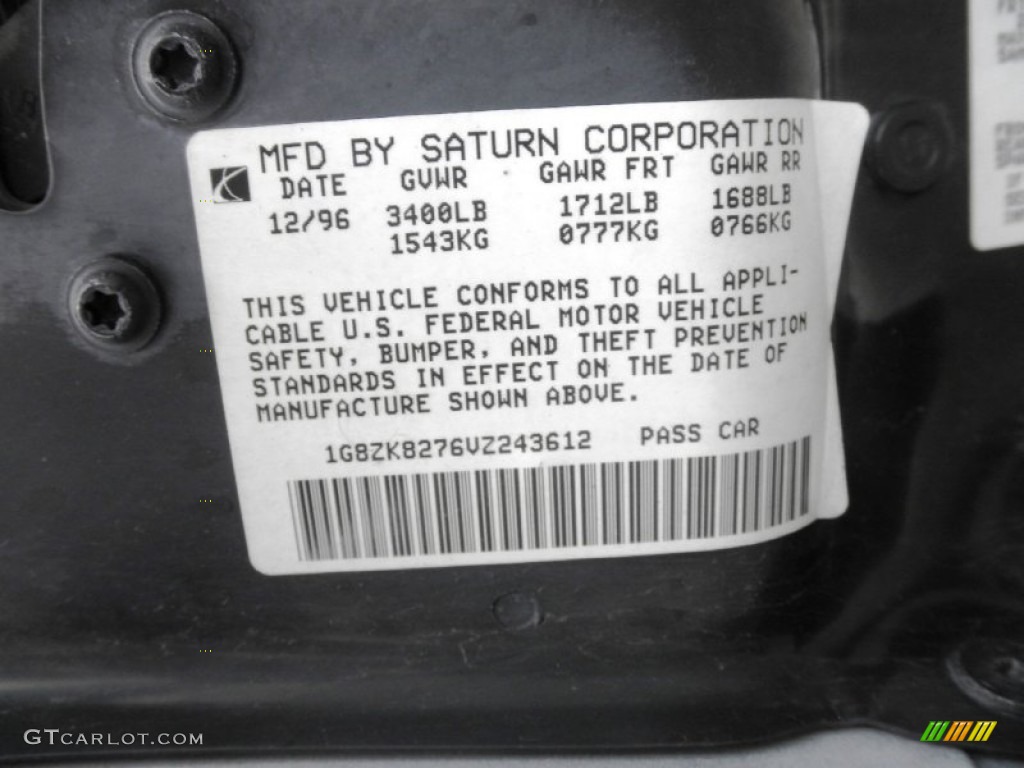 MFD BY SATURN CORPORATION
DATE GVWR GAWR FRT GAWR RR
12/96 3400LB 1712LB 1688LB
1543KG 0777KG 0766KG
THIS VEHICLE CONFORMS TO ALL APPLI-
CABLE U.S. FEDERAL MOTOR VEHICLE
SAFETY, BUMPER, AND THEFT PREVENTION
STANDARDS IN EFFECT ON THE DATE OF
MANUFACTURE SHOWN ABOVE.
1G8ZK8276VZ243612 PASS CAR
GTCARLOT.COM